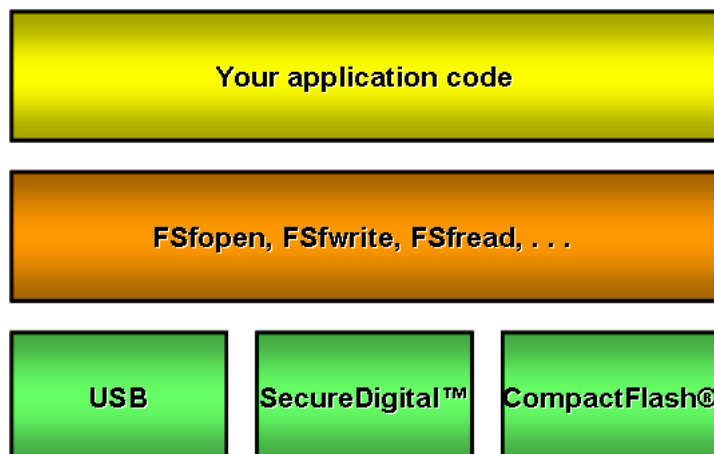 Your application code
FSfopen, FSfwrite, FSfread, . . .
USB
SecureDigital™
CompactFlash®